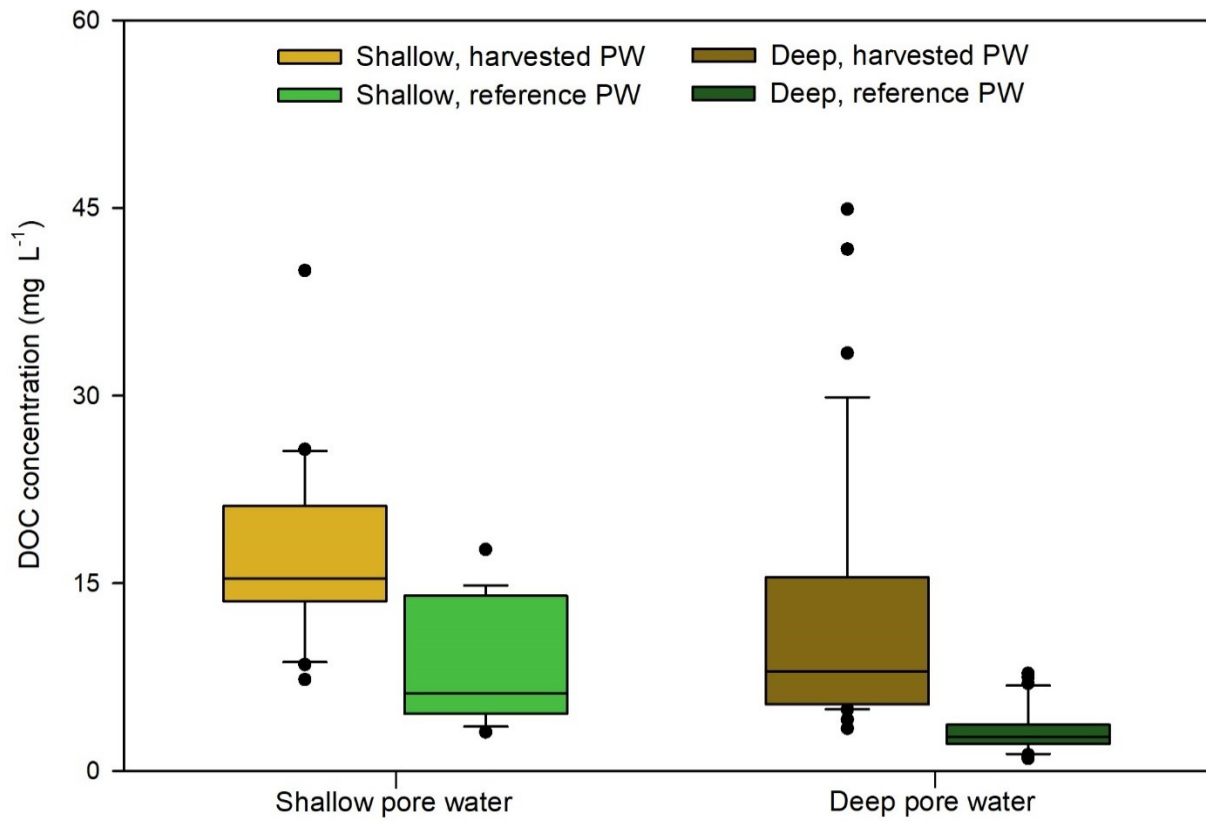 60
Shallow, harvested PW
Deep, harvested PW
Shallow, reference PW
Deep, reference PW
45
DOC concentration (mg L⁻¹)
30
15
0
Shallow pore water
Deep pore water